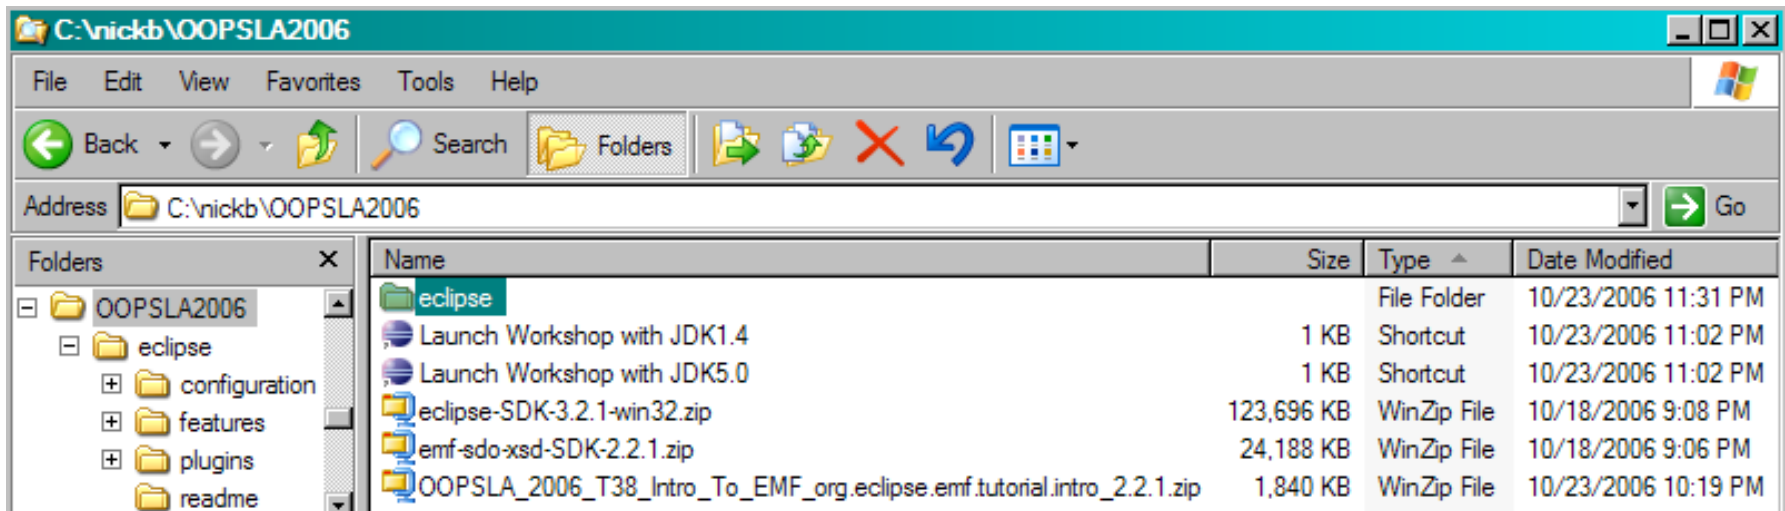 C:\nickb\OOPSLA2006
File Edit View Favorites Tools Help
Back Search Folders
Address C:\nickb\OOPSLA2006 Go
Folders Name Size Type Date Modified
OOPSLA2006 eclipse File Folder 10/23/2006 11:31 PM
eclipse Launch Workshop with JDK1.4 1 KB Shortcut 10/23/2006 11:02 PM
configuration Launch Workshop with JDK5.0 1 KB Shortcut 10/23/2006 11:02 PM
features eclipse-SDK-3.2.1-win32.zip 123,696 KB WinZip File 10/18/2006 9:08 PM
plugins emf-sdo-xsd-SDK-2.2.1.zip 24,188 KB WinZip File 10/18/2006 9:06 PM
readme OOPSLA_2006_T38_Intro_To_EMF_org.eclipse.emf.tutorial.intro_2.2.1.zip 1,840 KB WinZip File 10/23/2006 10:19 PM